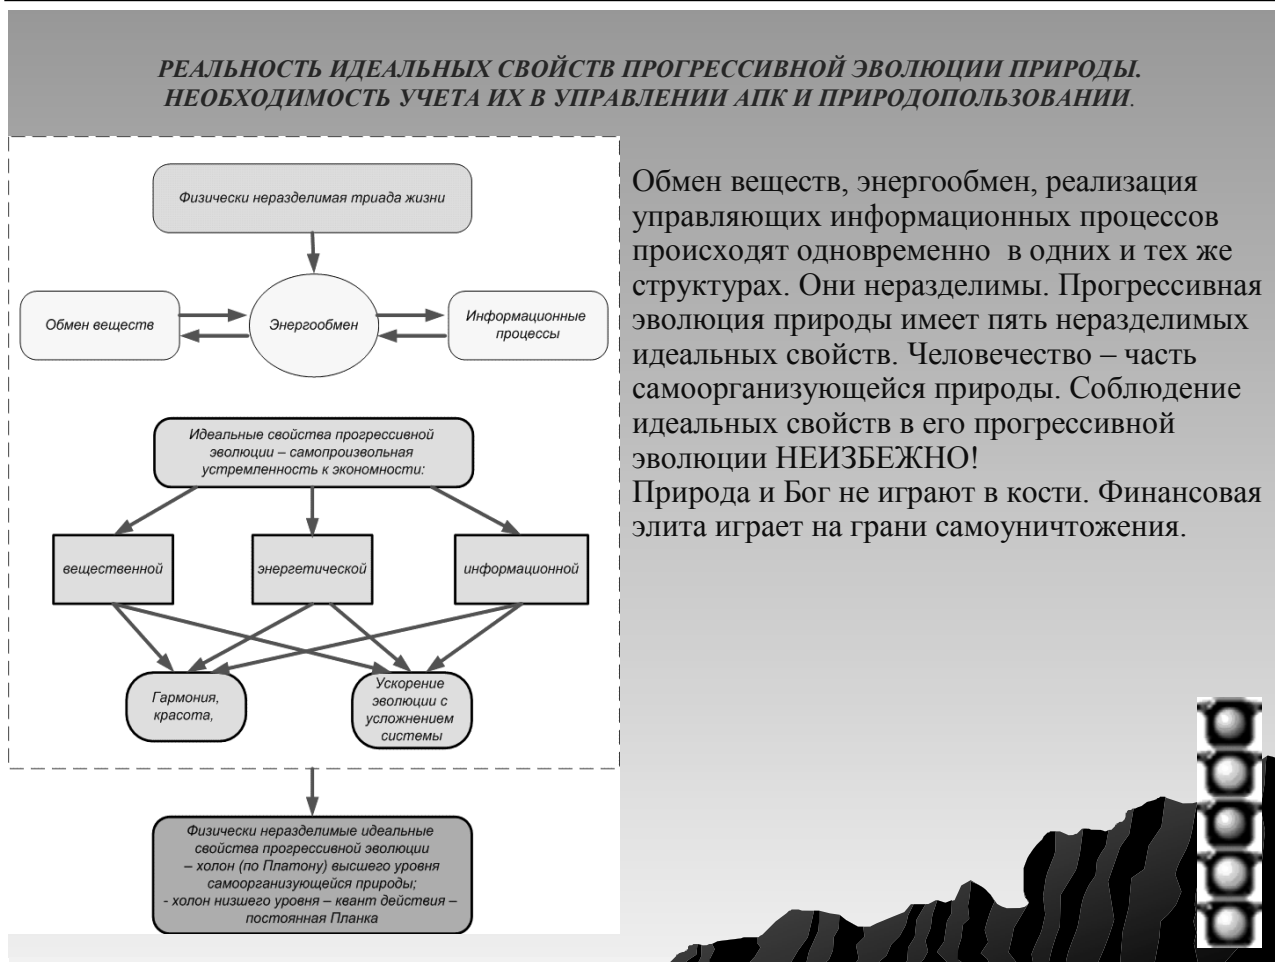 РЕАЛЬНОСТЬ ИДЕАЛЬНЫХ СВОЙСТВ ПРОГРЕССИВНОЙ ЭВОЛЮЦИИ ПРИРОДЫ.
НЕОБХОДИМОСТЬ УЧЕТА ИХ В УПРАВЛЕНИИ АПК И ПРИРОДОПОЛЬЗОВАНИИ.
Физически неразделимая триада жизни
Обмен веществ
Энергообмен
Информационные
процессы
Идеальные свойства прогрессивной
эволюции – самопроизвольная
устремленность к экономности:
вещественной
энергетической
информационной
Гармония,
красота,
Ускорение
эволюции с
усложнением
системы
Физически неразделимые идеальные
свойства прогрессивной эволюции
– холон (по Платону) высшего уровня
самоорганизующейся природы;
- холон низшего уровня – квант действия –
постоянная Планка
Обмен веществ, энергообмен, реализация
управляющих информационных процессов
происходят одновременно в одних и тех же
структурах. Они неразделимы. Прогрессивная
эволюция природы имеет пять неразделимых
идеальных свойств. Человечество – часть
самоорганизующейся природы. Соблюдение
идеальных свойств в его прогрессивной
эволюции НЕИЗБЕЖНО!
Природа и Бог не играют в кости. Финансовая
элита играет на грани самоуничтожения.